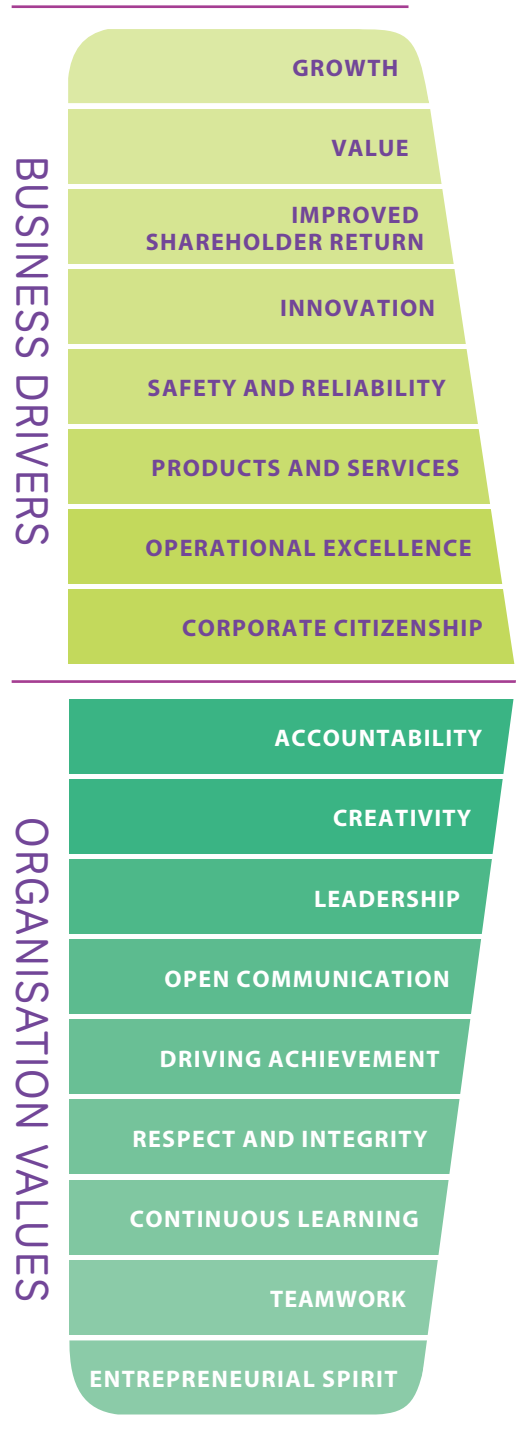 BUSINESS DRIVERS
GROWTH
VALUE
IMPROVED
SHAREHOLDER RETURN
INNOVATION
SAFETY AND RELIABILITY
PRODUCTS AND SERVICES
OPERATIONAL EXCELLENCE
CORPORATE CITIZENSHIP
ORGANISATION VALUES
ACCOUNTABILITY
CREATIVITY
LEADERSHIP
OPEN COMMUNICATION
DRIVING ACHIEVEMENT
RESPECT AND INTEGRITY
CONTINUOUS LEARNING
TEAMWORK
ENTREPRENEURIAL SPIRIT